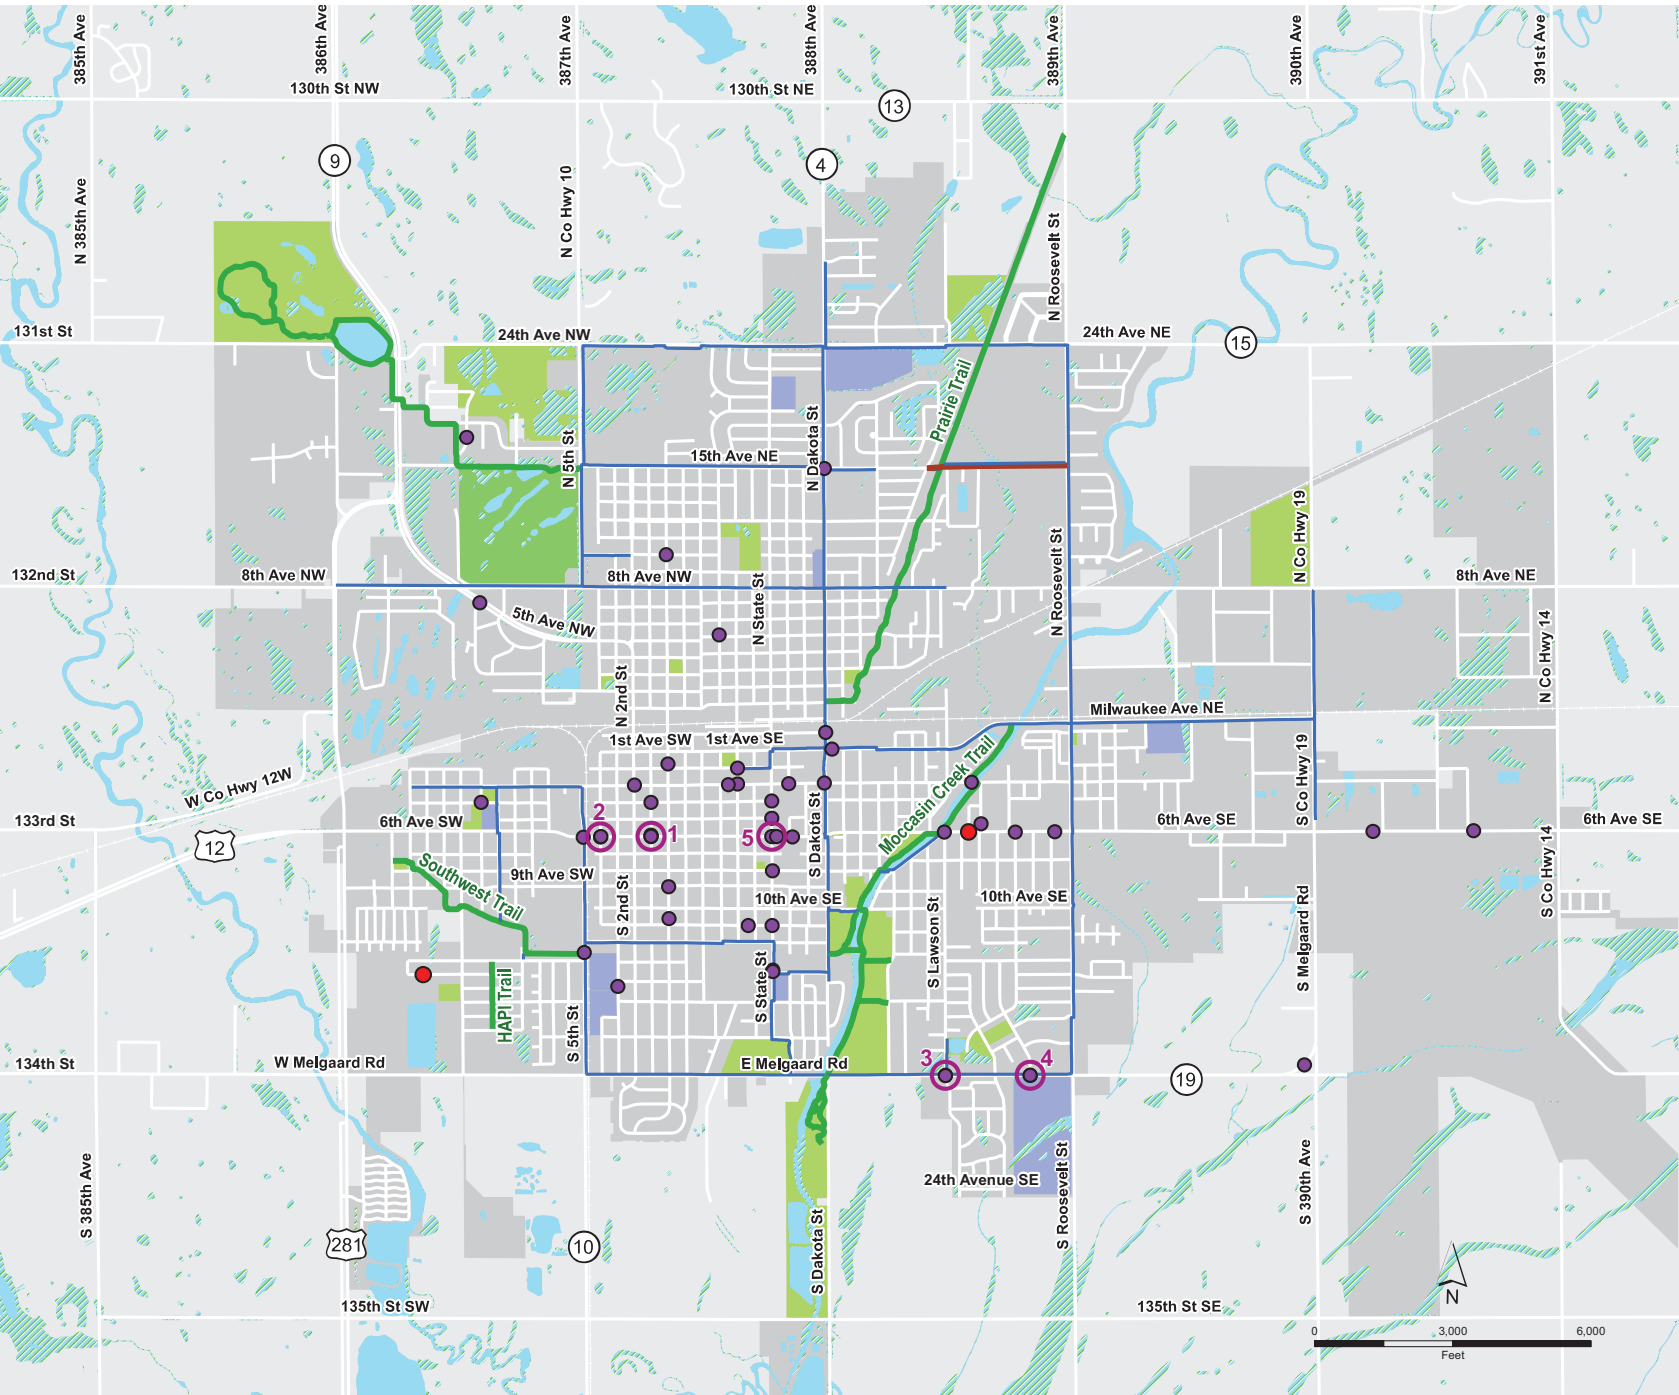 385th Ave
386th Ave
387th Ave
388th Ave
389th Ave
390th Ave
391st Ave
130th St NW
130th St NE
13
9
4
N 385th Ave
N Co Hwy 10
N Roosevelt St
131st St
24th Ave NW
24th Ave NE
15
Prairie Trail
N 5th St
15th Ave NE
N Dakota St
N Co Hwy 19
132nd St
8th Ave NW
8th Ave NW
8th Ave NE
5th Ave NW
N State St
N Roosevelt St
N Co Hwy 14
N 2nd St
1st Ave SW
1st Ave SE
Milwaukee Ave NE
W Co Hwy 12W
Moccasin Creek Trail
S Co Hwy 19
133rd St
12
6th Ave SW
2
1
5
S Dakota St
6th Ave SE
6th Ave SE
Southwest Trail
9th Ave SW
S 2nd St
10th Ave SE
10th Ave SE
S Lawson St
S Melgaard Rd
S Co Hwy 14
HAPI Trail
S State St
S 5th St
134th St
W Melgaard Rd
E Melgaard Rd
3
4
19
S 385th Ave
24th Avenue SE
S Roosevelt St
S 390th Ave
281
10
S Dakota St
135th St SW
135th St SE
N
0
3,000
6,000
Feet